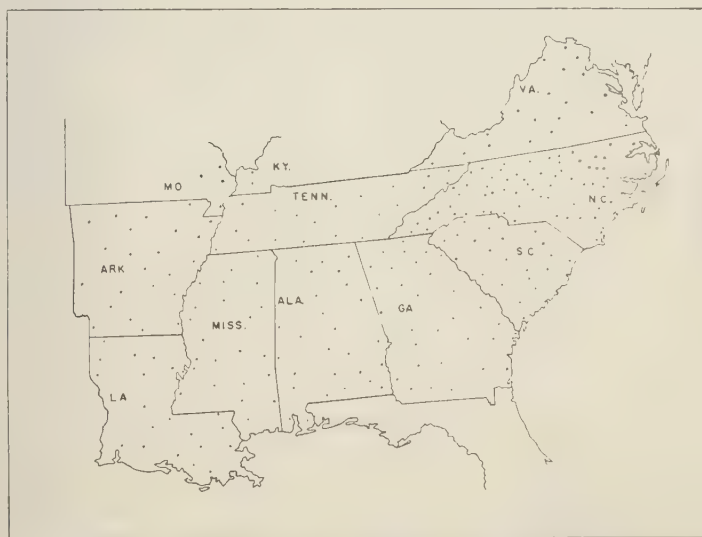 VA.
KY.
MO
TENN.
N C.
S C
ARK
ALA.
GA
MISS.
LA